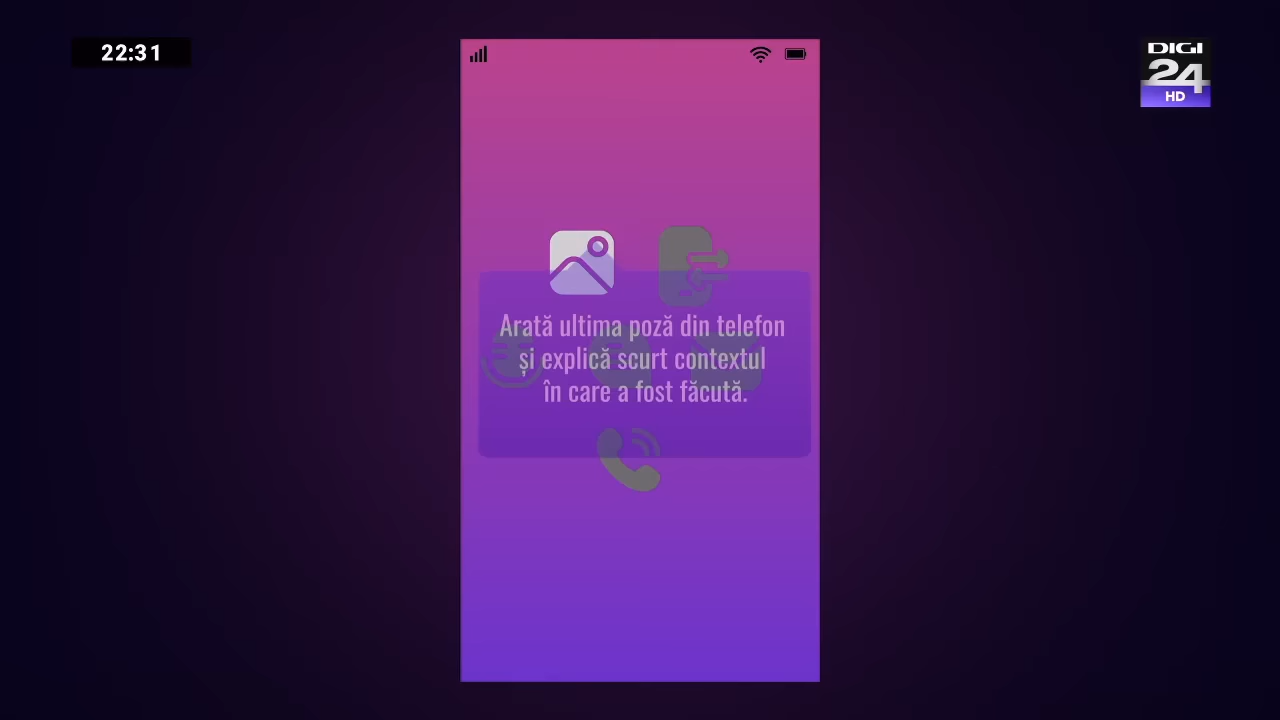 22:31
DIGI
24
HD
Arată ultima poză din telefon
și explică scurt contextul
în care a fost făcută.